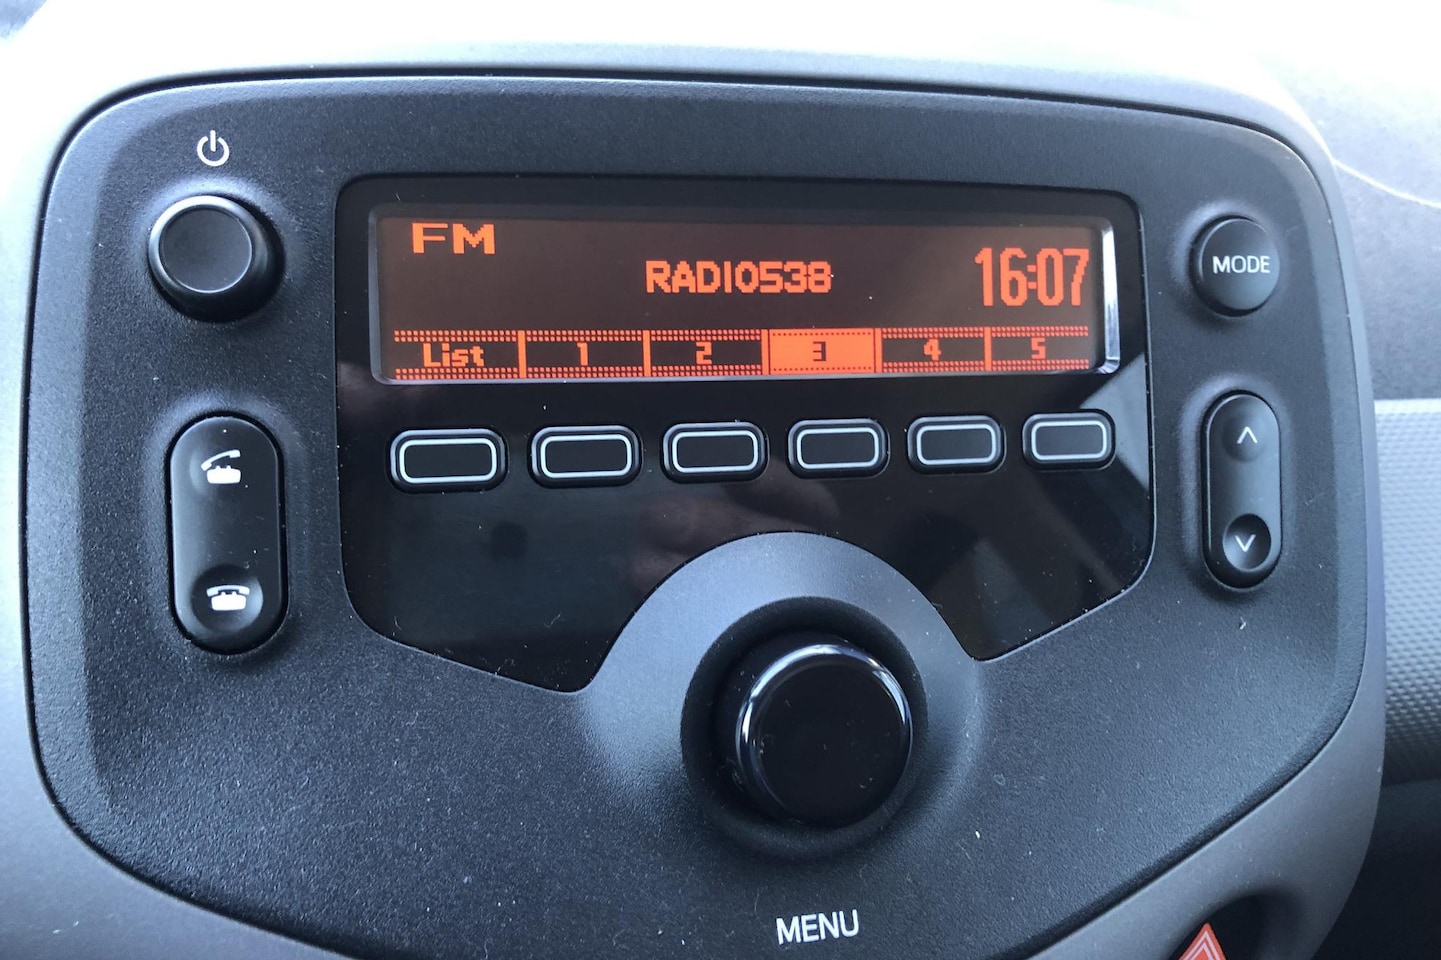 FM
RADIO538
16:07
List 1 2 3 4 5
MODE
MENU